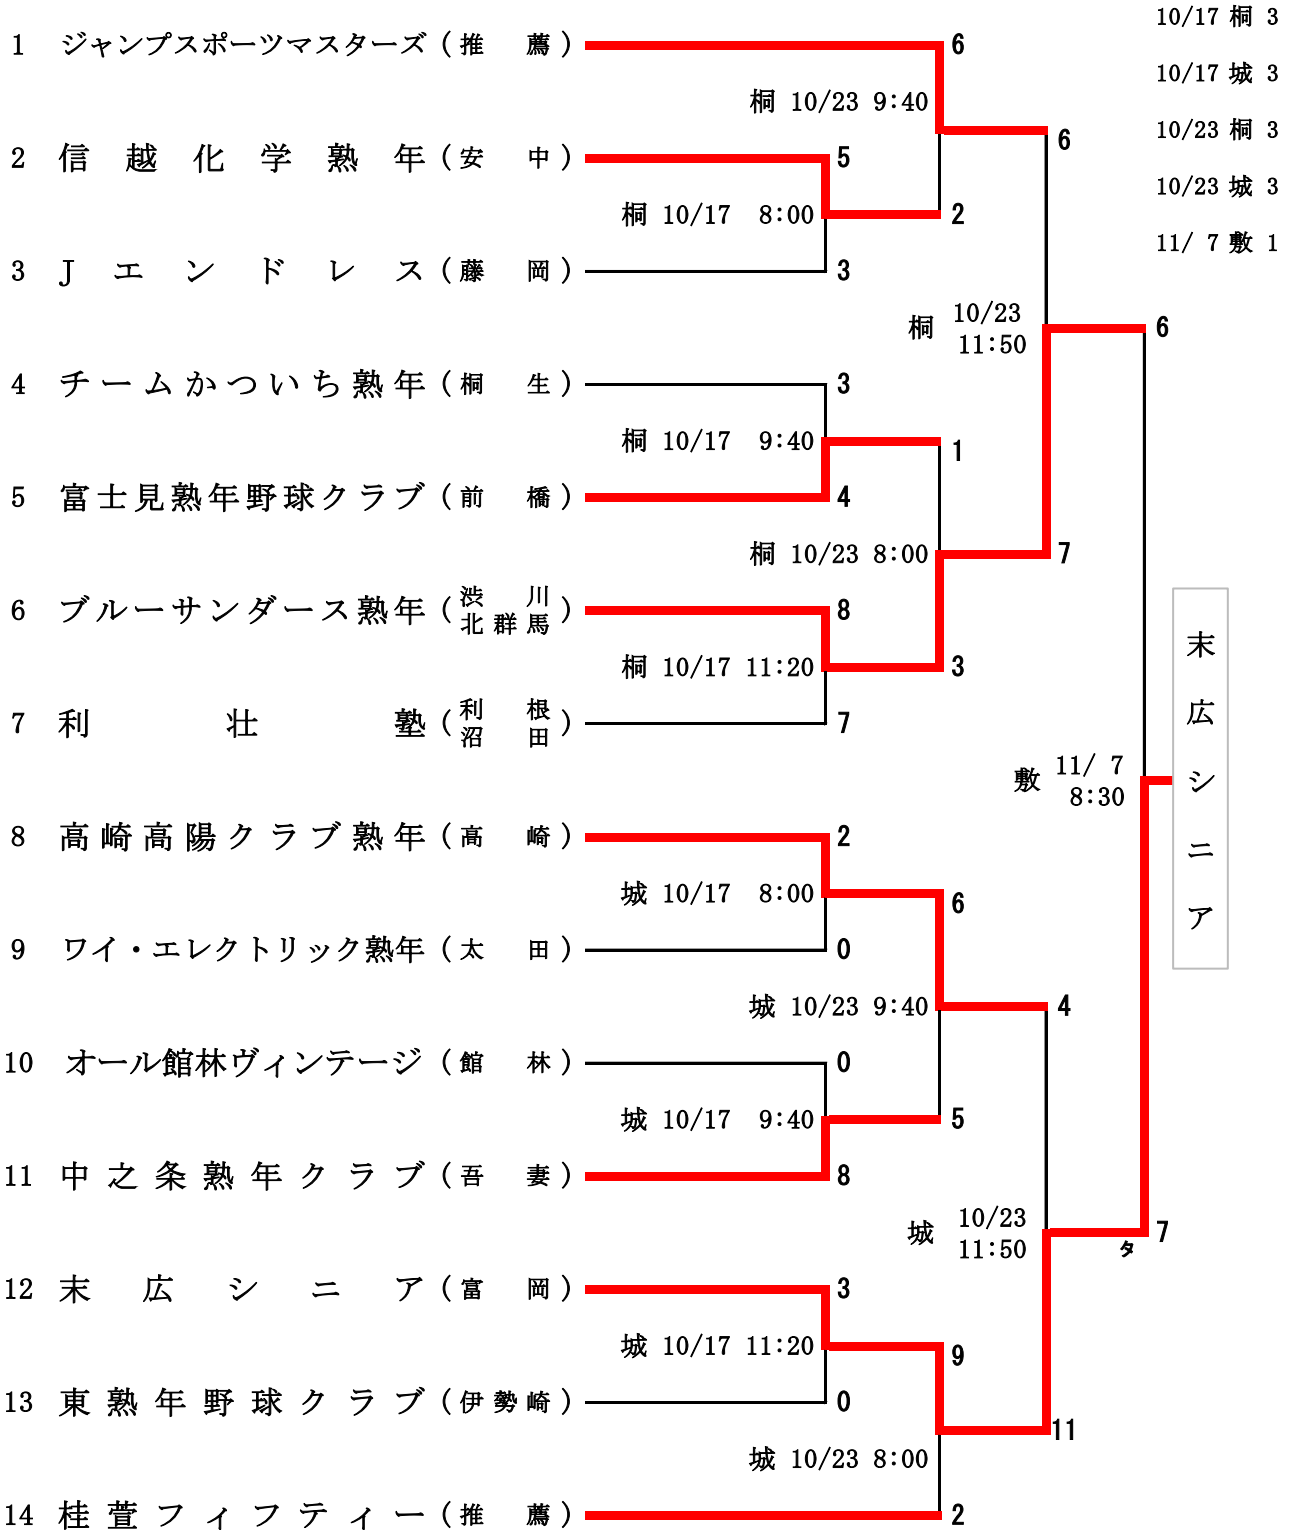 10/17 桐 3
1 ジャンプスポーツマスターズ (推 薦) 6
10/17 城 3
桐 10/23 9:40
10/23 桐 3
6
2 信越化学熟年 (安 中) 5
10/23 城 3
桐 10/17 8:00
2
11/ 7 敷 1
3 Jエンドレス (藤 岡) 3
桐 10/23
11:50
6
4 チームかついち熟年 (桐 生) 3
桐 10/17 9:40
1
5 富士見熟年野球クラブ (前 橋) 4
桐 10/23 8:00
7
6 ブルーサンダース熟年 (渋 川
北群馬) 8
桐 10/17 11:20
3
7 利壮塾 (利 根
沼 田) 7
末広シニア
敷 11/ 7
8:30
8 高崎高陽クラブ熟年 (高 崎) 2
城 10/17 8:00
6
9 ワイ・エレクトリック熟年 (太 田) 0
城 10/23 9:40
4
10 オール館林ヴィンテージ (館 林) 0
城 10/17 9:40
5
11 中之条熟年クラブ (吾 妻) 8
城 10/23
11:50
7
タ
12 末広シニア (富 岡) 3
城 10/17 11:20
9
13 東熟年野球クラブ (伊勢崎) 0
11
城 10/23 8:00
14 桂萱フィフティー (推 薦) 2